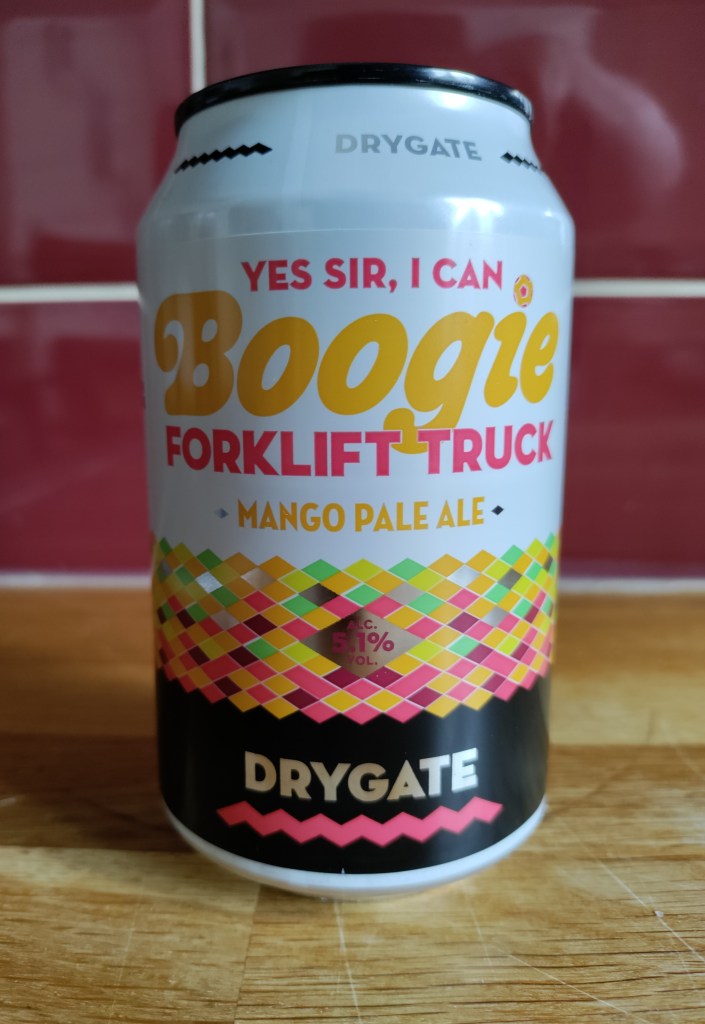 DRYGATE
YES SIR, I CAN
Boogie
FORKLIFT TRUCK
MANGO PALE ALE
ALC.
5.1%
VOL.
DRYGATE